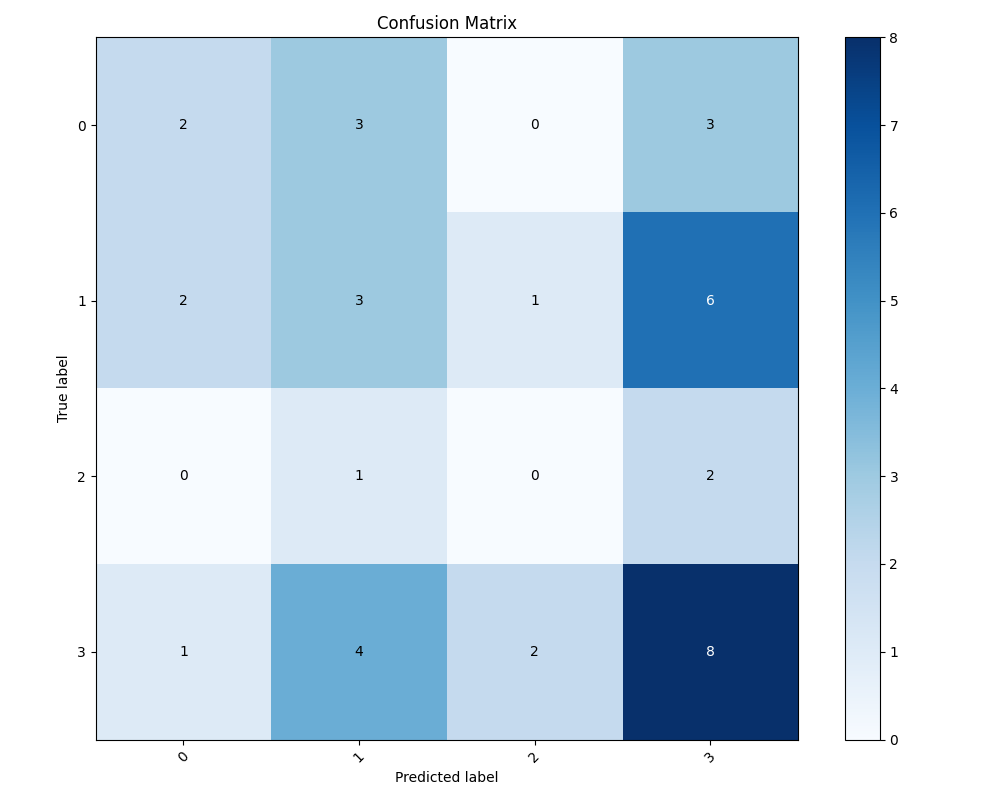 Confusion Matrix
0 2 3 0 3
1 2 3 1 6
2 0 1 0 2
3 1 4 2 8
0 1 2 3
True label
Predicted label
8
7
6
5
4
3
2
1
0